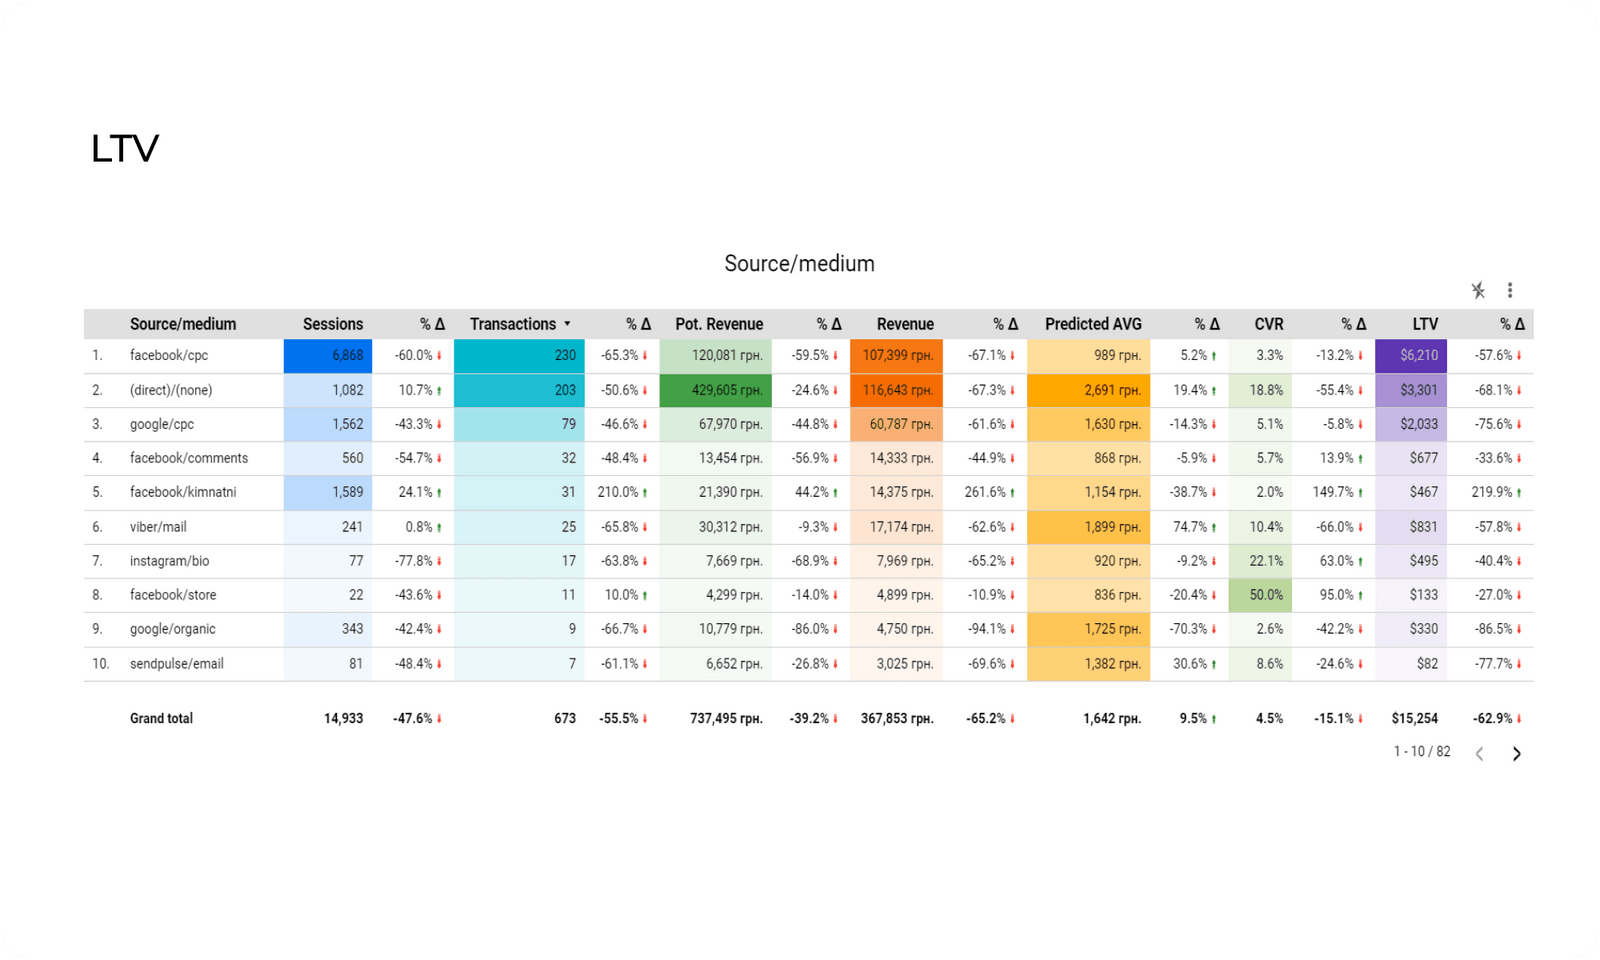 LTV
Source/medium
Source/medium Sessions % Δ Transactions ▼ % Δ Pot. Revenue % Δ Revenue % Δ Predicted AVG % Δ CVR % Δ LTV % Δ
1. facebook/cpc 6,868 -60.0% 230 -65.3% 120,081 грн. -59.5% 107,399 грн. -67.1% 989 грн. 5.2% 3.3% -13.2% $6,210 -57.6%
2. (direct)/(none) 1,082 10.7% 203 -50.6% 429,605 грн. -24.6% 116,643 грн. -67.3% 2,691 грн. 19.4% 18.8% -55.4% $3,301 -68.1%
3. google/cpc 1,562 -43.3% 79 -46.6% 67,970 грн. -44.8% 60,787 грн. -61.6% 1,630 грн. -14.3% 5.1% -5.8% $2,033 -75.6%
4. facebook/comments 560 -54.7% 32 -48.4% 13,454 грн. -56.9% 14,333 грн. -44.9% 868 грн. -5.9% 5.7% 13.9% $677 -33.6%
5. facebook/kimnatni 1,589 24.1% 31 210.0% 21,390 грн. 44.2% 14,375 грн. 261.6% 1,154 грн. -38.7% 2.0% 149.7% $467 219.9%
6. viber/mail 241 0.8% 25 -65.8% 30,312 грн. -9.3% 17,174 грн. -62.6% 1,899 грн. 74.7% 10.4% -66.0% $831 -57.8%
7. instagram/bio 77 -77.8% 17 -63.8% 7,669 грн. -68.9% 7,969 грн. -65.2% 920 грн. -9.2% 22.1% 63.0% $495 -40.4%
8. facebook/store 22 -43.6% 11 10.0% 4,299 грн. -14.0% 4,899 грн. -10.9% 836 грн. -20.4% 50.0% 95.0% $133 -27.0%
9. google/organic 343 -42.4% 9 -66.7% 10,779 грн. -86.0% 4,750 грн. -94.1% 1,725 грн. -70.3% 2.6% -42.2% $330 -86.5%
10. sendpulse/email 81 -48.4% 7 -61.1% 6,652 грн. -26.8% 3,025 грн. -69.6% 1,382 грн. 30.6% 8.6% -24.6% $82 -77.7%
Grand total 14,933 -47.6% 673 -55.5% 737,495 грн. -39.2% 367,853 грн. -65.2% 1,642 грн. 9.5% 4.5% -15.1% $15,254 -62.9%
1 - 10 / 82